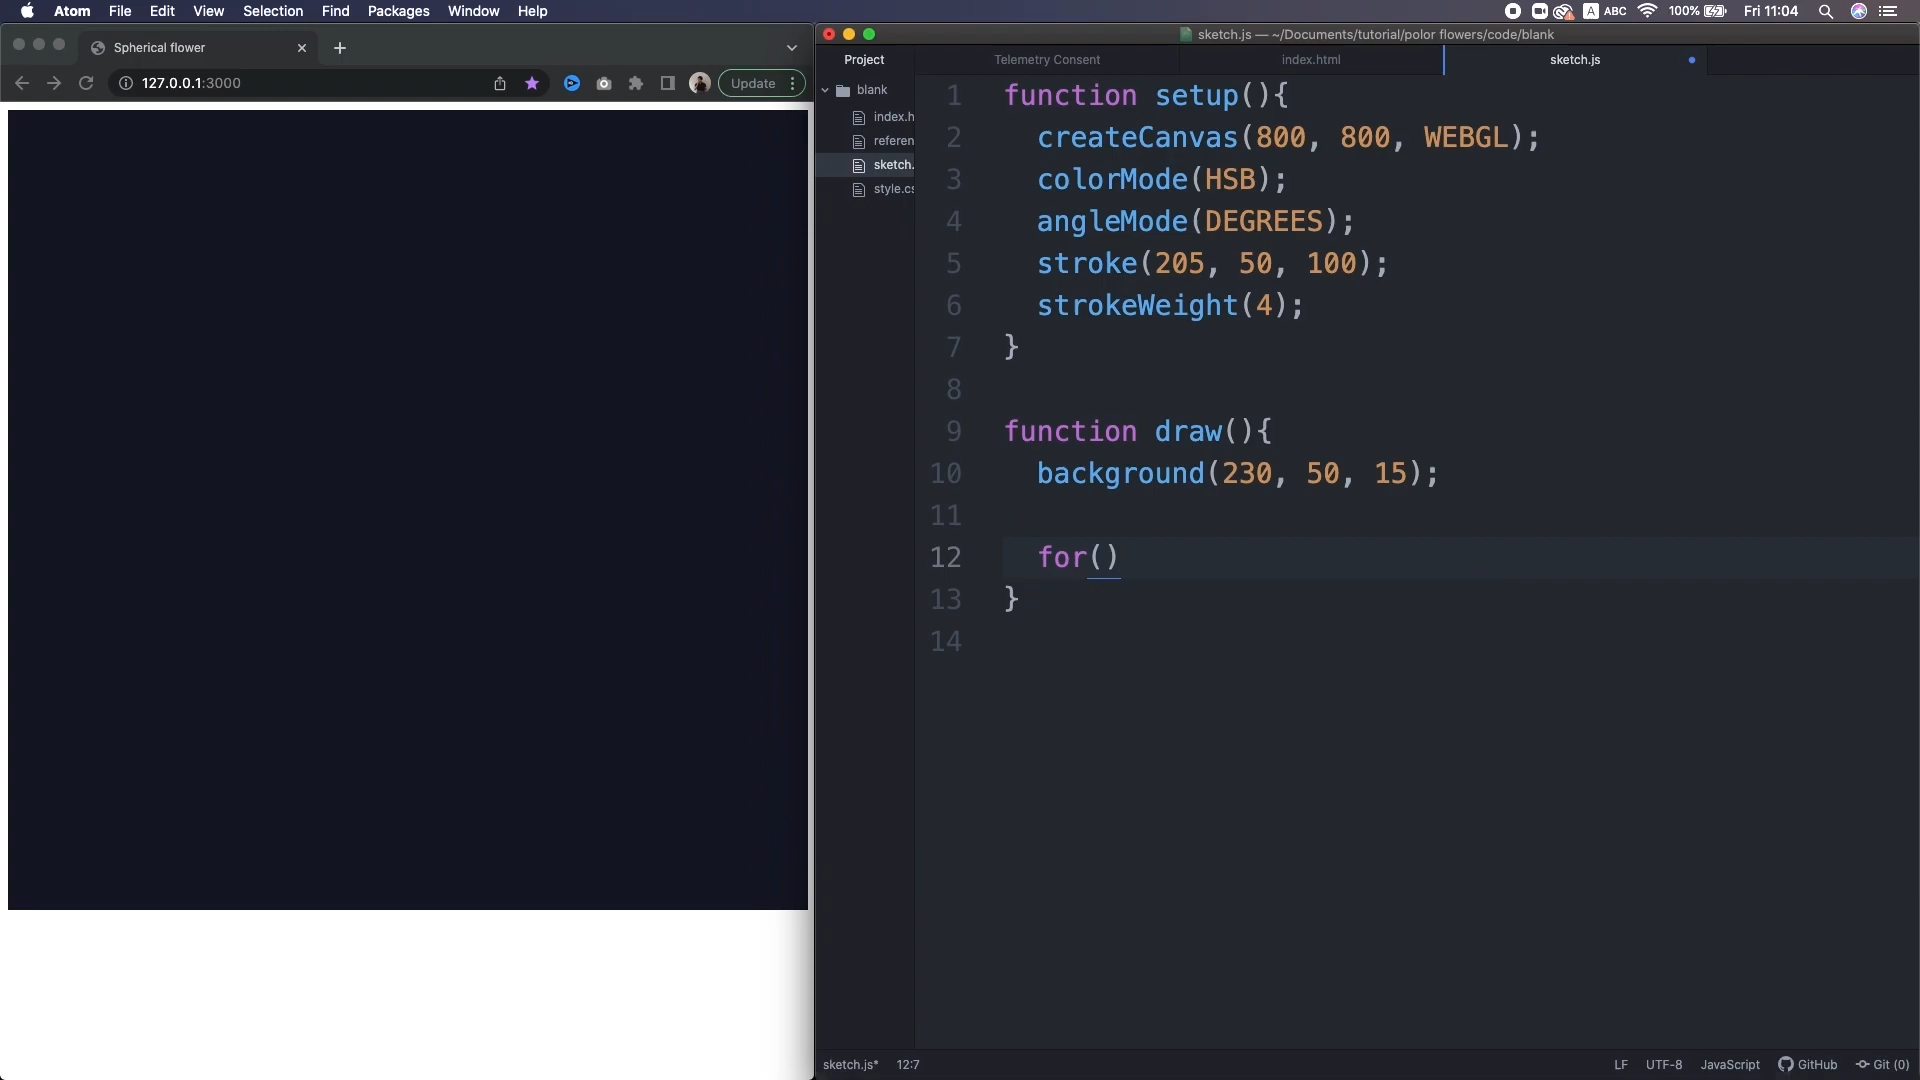 Atom File Edit View Selection Find Packages Window Help
A ABC 100% Fri 11:04
Spherical flower
127.0.0.1:3000
Update
sketch.js — ~/Documents/tutorial/polor flowers/code/blank
Project
Telemetry Consent
index.html
sketch.js
blank
index.h
referen
sketch.
style.cs
1 function setup(){
2 createCanvas(800, 800, WEBGL);
3 colorMode(HSB);
4 angleMode(DEGREES);
5 stroke(205, 50, 100);
6 strokeWeight(4);
7 }
8
9 function draw(){
10 background(230, 50, 15);
11
12 for()
13 }
14
sketch.js* 12:7
LF UTF-8 JavaScript GitHub Git (0)